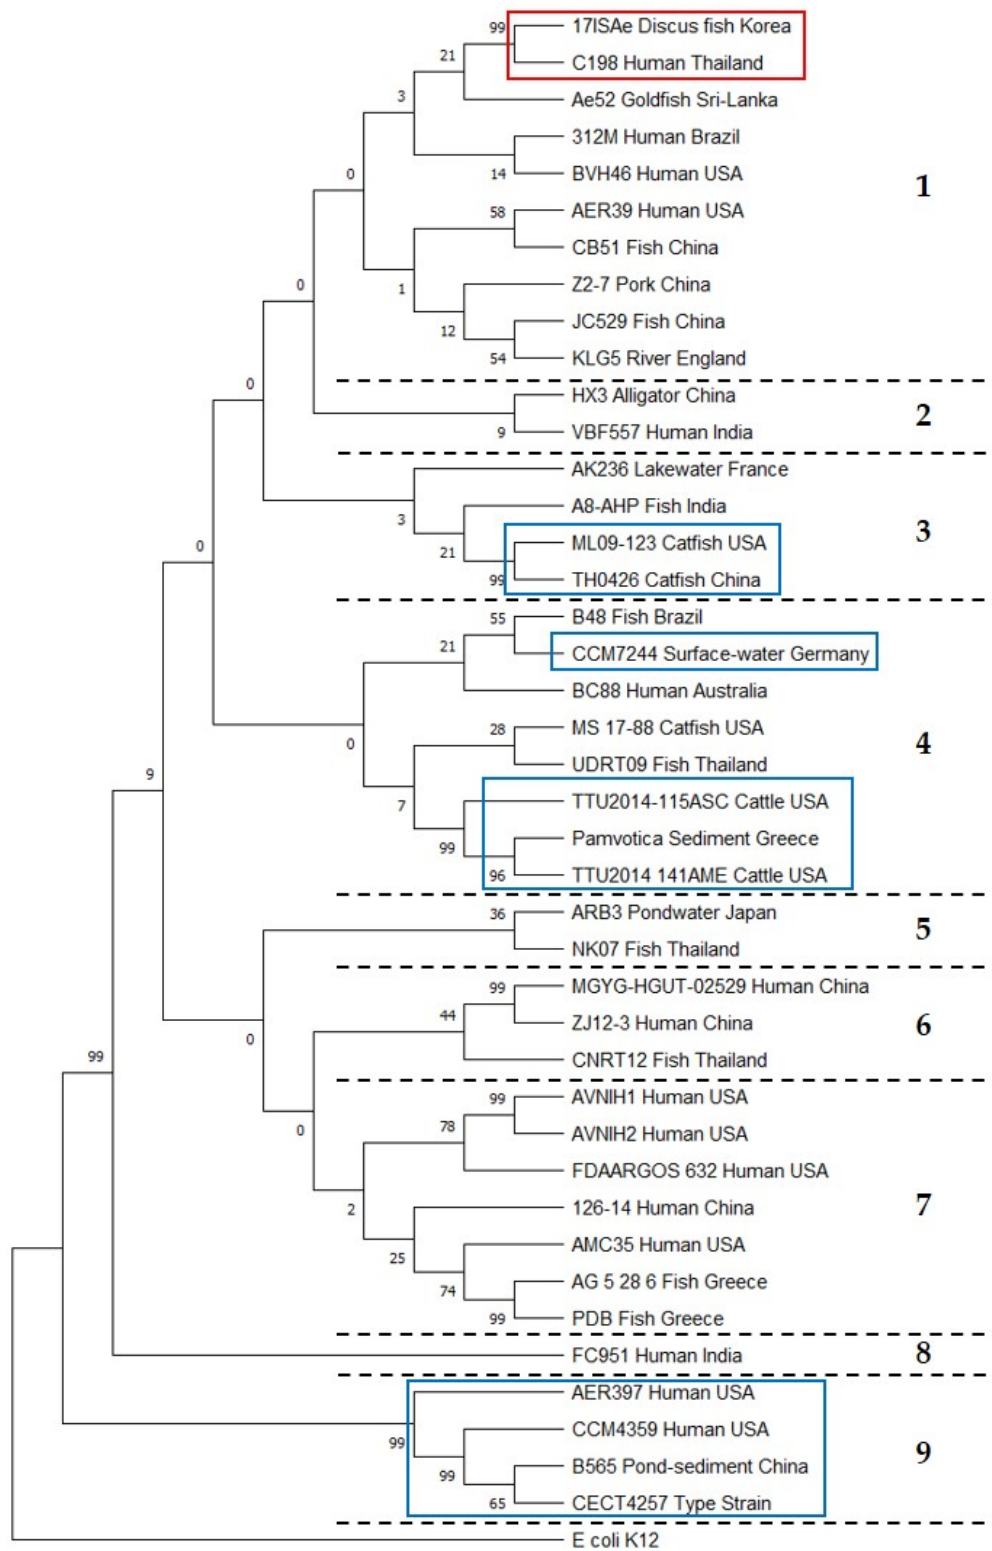 99
17ISAe Discus fish Korea
21
C198 Human Thailand
3
Ae52 Goldfish Sri-Lanka
312M Human Brazil
0
14
BVH46 Human USA
1
58
AER39 Human USA
CB51 Fish China
0
1
Z2-7 Pork China
12
JC529 Fish China
54
KLG5 River England
0
HX3 Alligator China
2
9
VBF557 Human India
AK236 Lakewater France
3
A8-AHP Fish India
3
0
21
ML09-123 Catfish USA
99
TH0426 Catfish China
55
B48 Fish Brazil
21
CCM7244 Surface-water Germany
BC88 Human Australia
28
MS 17-88 Catfish USA
0
4
UDRT09 Fish Thailand
9
7
TTU2014-115ASC Cattle USA
99
Pamvotica Sediment Greece
96
TTU2014 141AME Cattle USA
36
ARB3 Pondwater Japan
5
NK07 Fish Thailand
99
MGYG-HGUT-02529 Human China
44
ZJ12-3 Human China
6
0
99
CNRT12 Fish Thailand
99
AVNIH1 Human USA
0
78
AVNIH2 Human USA
FDAARGOS 632 Human USA
2
126-14 Human China
7
25
AMC35 Human USA
74
AG 5 28 6 Fish Greece
99
PDB Fish Greece
FC951 Human India
8
AER397 Human USA
99
CCM4359 Human USA
9
99
B565 Pond-sediment China
65
CECT4257 Type Strain
E coli K12